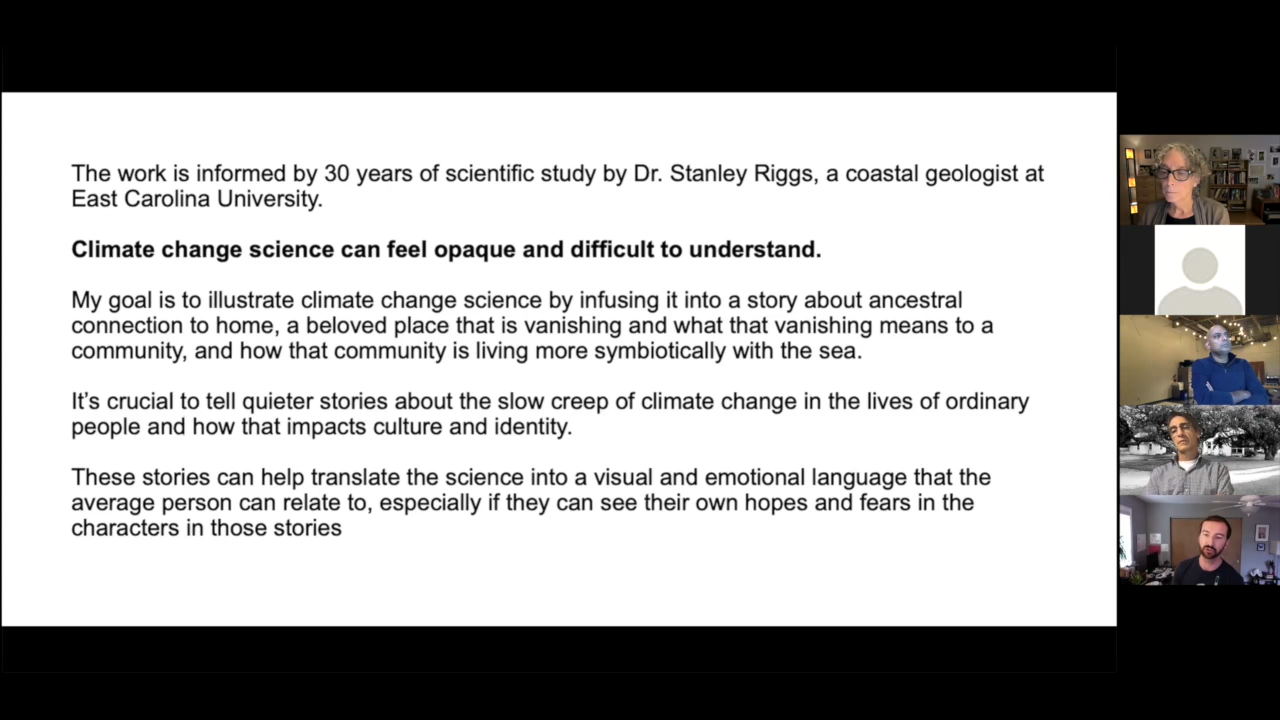 The work is informed by 30 years of scientific study by Dr. Stanley Riggs, a coastal geologist at
East Carolina University.
Climate change science can feel opaque and difficult to understand.
My goal is to illustrate climate change science by infusing it into a story about ancestral
connection to home, a beloved place that is vanishing and what that vanishing means to a
community, and how that community is living more symbiotically with the sea.
It’s crucial to tell quieter stories about the slow creep of climate change in the lives of ordinary
people and how that impacts culture and identity.
These stories can help translate the science into a visual and emotional language that the
average person can relate to, especially if they can see their own hopes and fears in the
characters in those stories